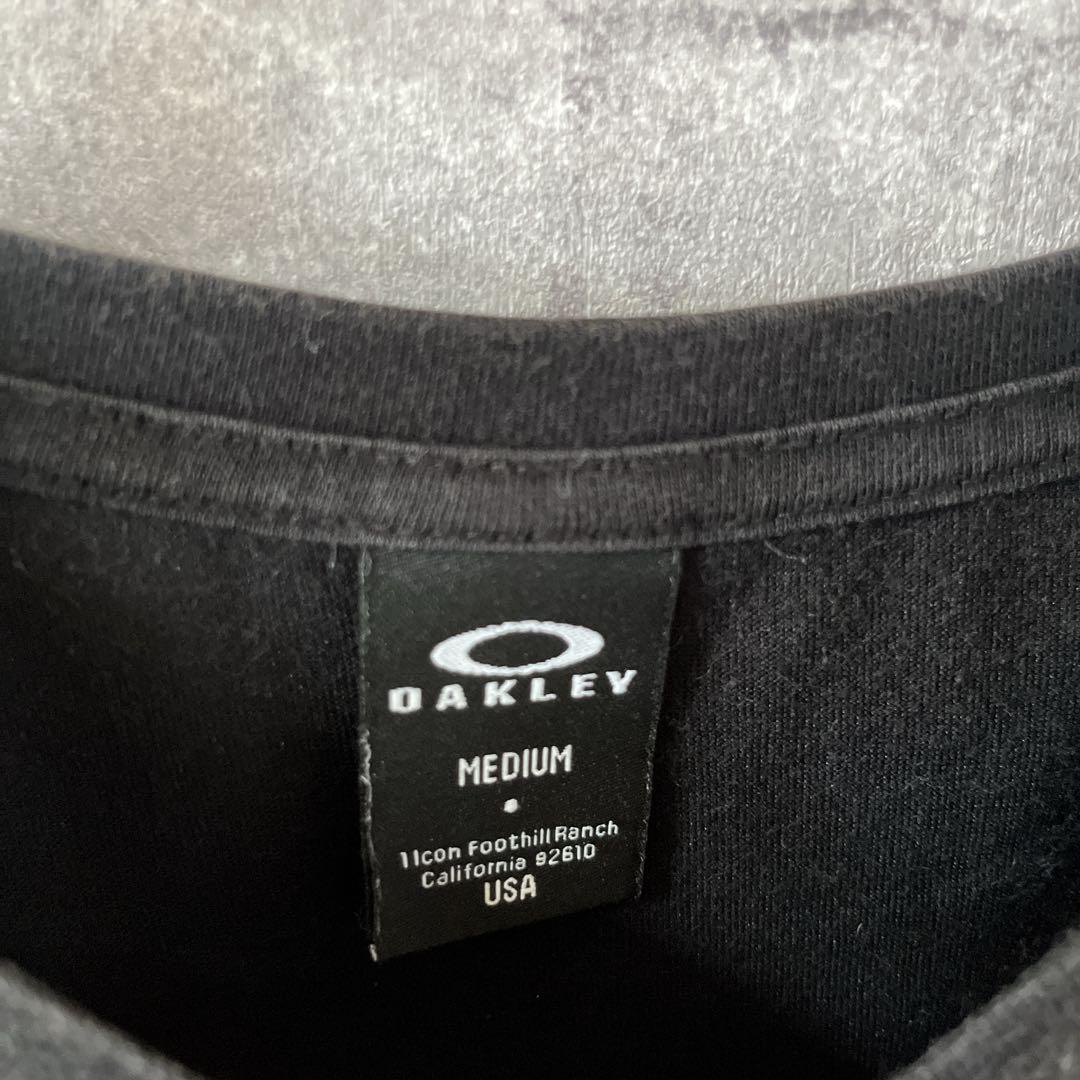 OAKLEY
MEDIUM
•
1 Icon Foothill Ranch
California 92610
USA